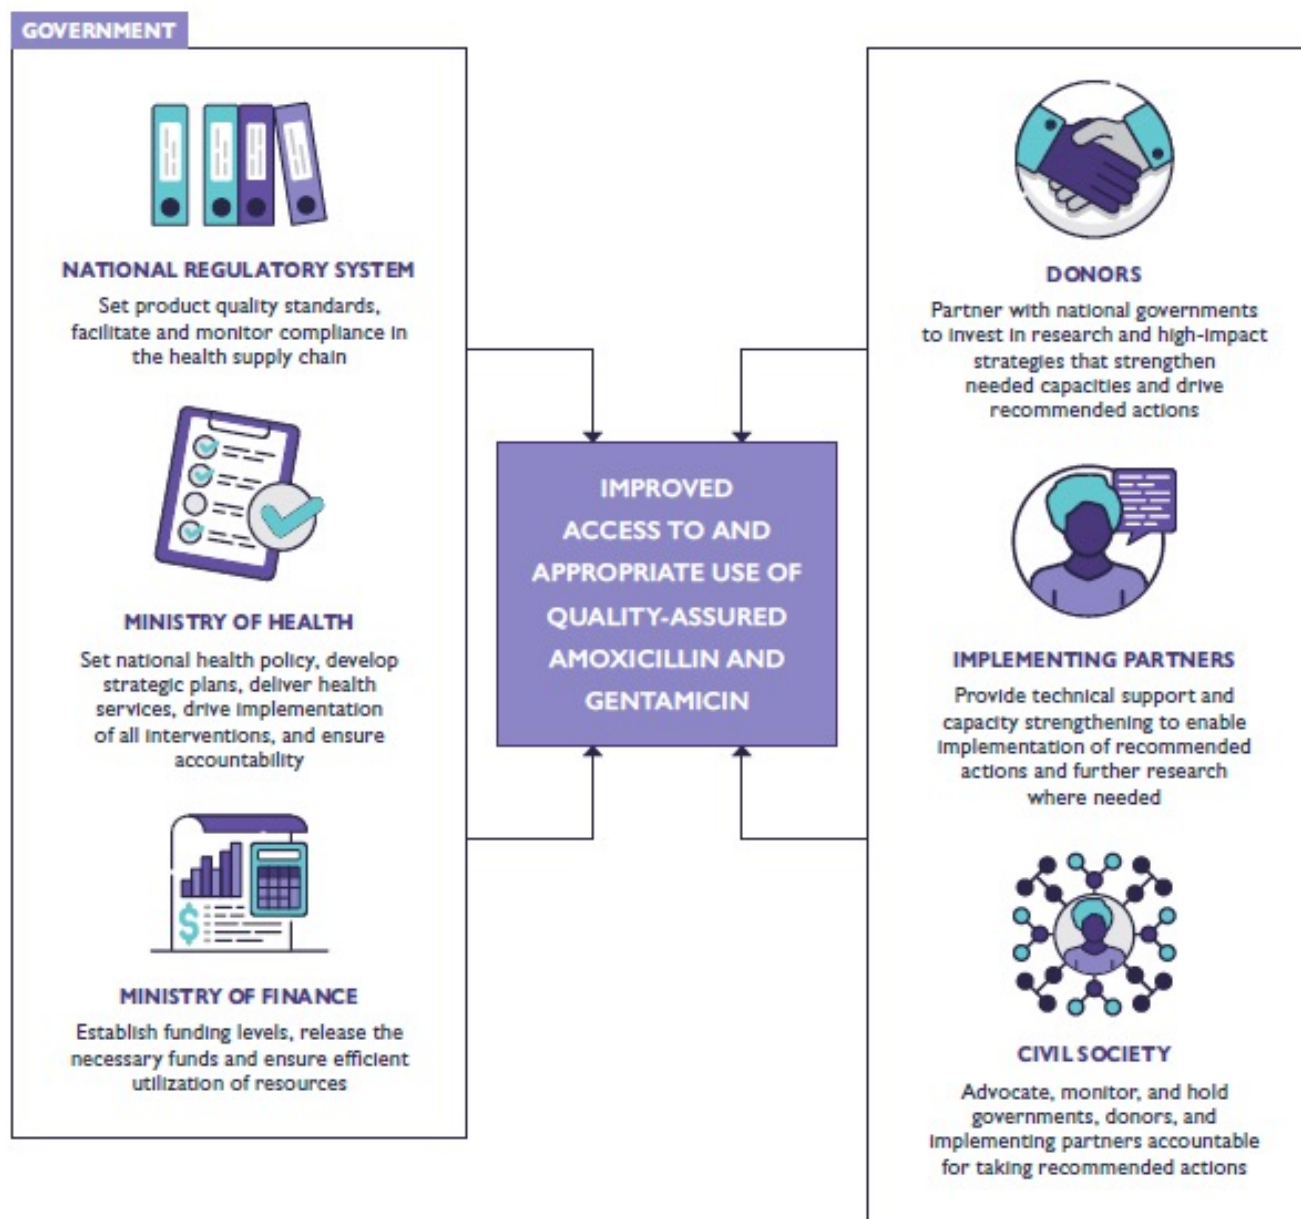 GOVERNMENT
NATIONAL REGULATORY SYSTEM
Set product quality standards,
facilitate and monitor compliance in
the health supply chain
MINISTRY OF HEALTH
Set national health policy, develop
strategic plans, deliver health
services, drive implementation
of all interventions, and ensure
accountability
MINISTRY OF FINANCE
Establish funding levels, release the
necessary funds and ensure efficient
utilization of resources
IMPROVED
ACCESS TO AND
APPROPRIATE USE OF
QUALITY-ASSURED
AMOXICILLIN AND
GENTAMICIN
DONORS
Partner with national governments
to invest in research and high-impact
strategies that strengthen
needed capacities and drive
recommended actions
IMPLEMENTING PARTNERS
Provide technical support and
capacity strengthening to enable
implementation of recommended
actions and further research
where needed
CIVIL SOCIETY
Advocate, monitor, and hold
governments, donors, and
implementing partners accountable
for taking recommended actions